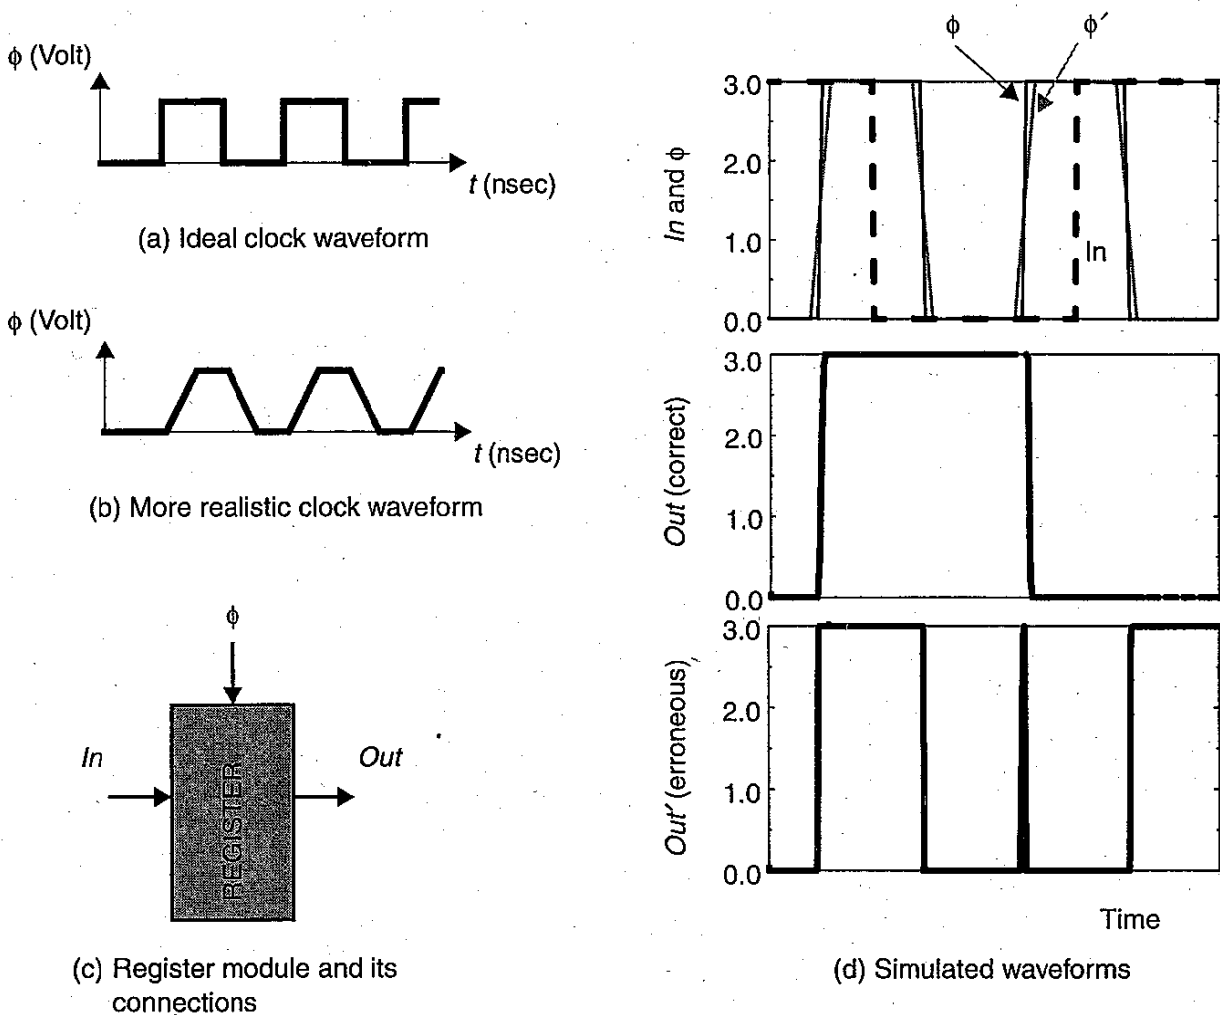 ϕ (Volt)
t (nsec)
(a) Ideal clock waveform
ϕ (Volt)
t (nsec)
(b) More realistic clock waveform
ϕ
In
REGISTER
Out
(c) Register module and its
connections
ϕ
ϕ′
3.0
2.0
1.0
0.0
In and ϕ
In
3.0
2.0
1.0
0.0
Out (correct)
3.0
2.0
1.0
0.0
Out′ (erroneous)
Time
(d) Simulated waveforms